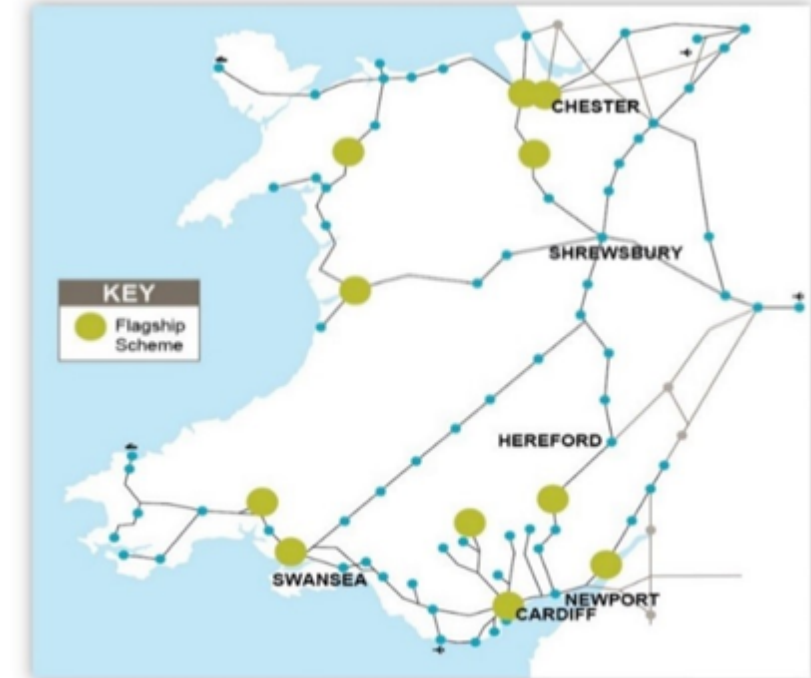 CHESTER
SHREWSBURY
KEY
Flagship
Scheme
HEREFORD
SWANSEA
NEWPORT
CARDIFF